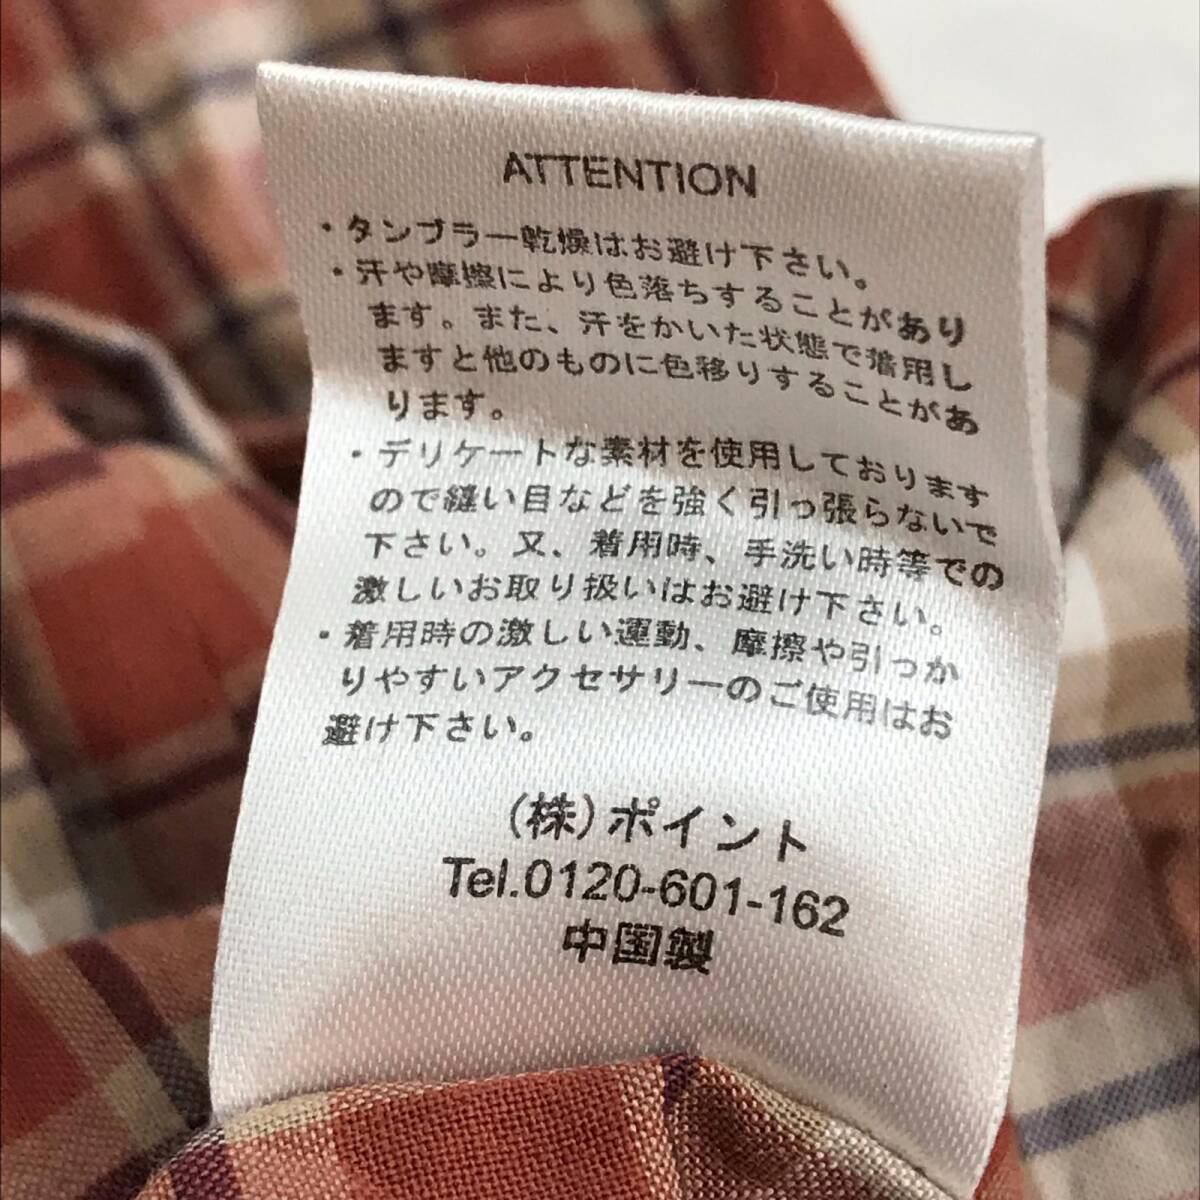 ATTENTION
・タンブラー乾燥はお避け下さい。
・汗や摩擦により色落ちすることがあり
ます。また、汗をかいた状態で着用し
ますと他のものに色移りすることがあ
ります。
・デリケートな素材を使用しております
ので縫い目などを強く引っ張らないで
下さい。又、着用時、手洗い時等での
激しいお取り扱いはお避け下さい。
・着用時の激しい運動、摩擦や引っか
りやすいアクセサリーのご使用はお
避け下さい。
(株)ポイント
Tel.0120-601-162
中国製